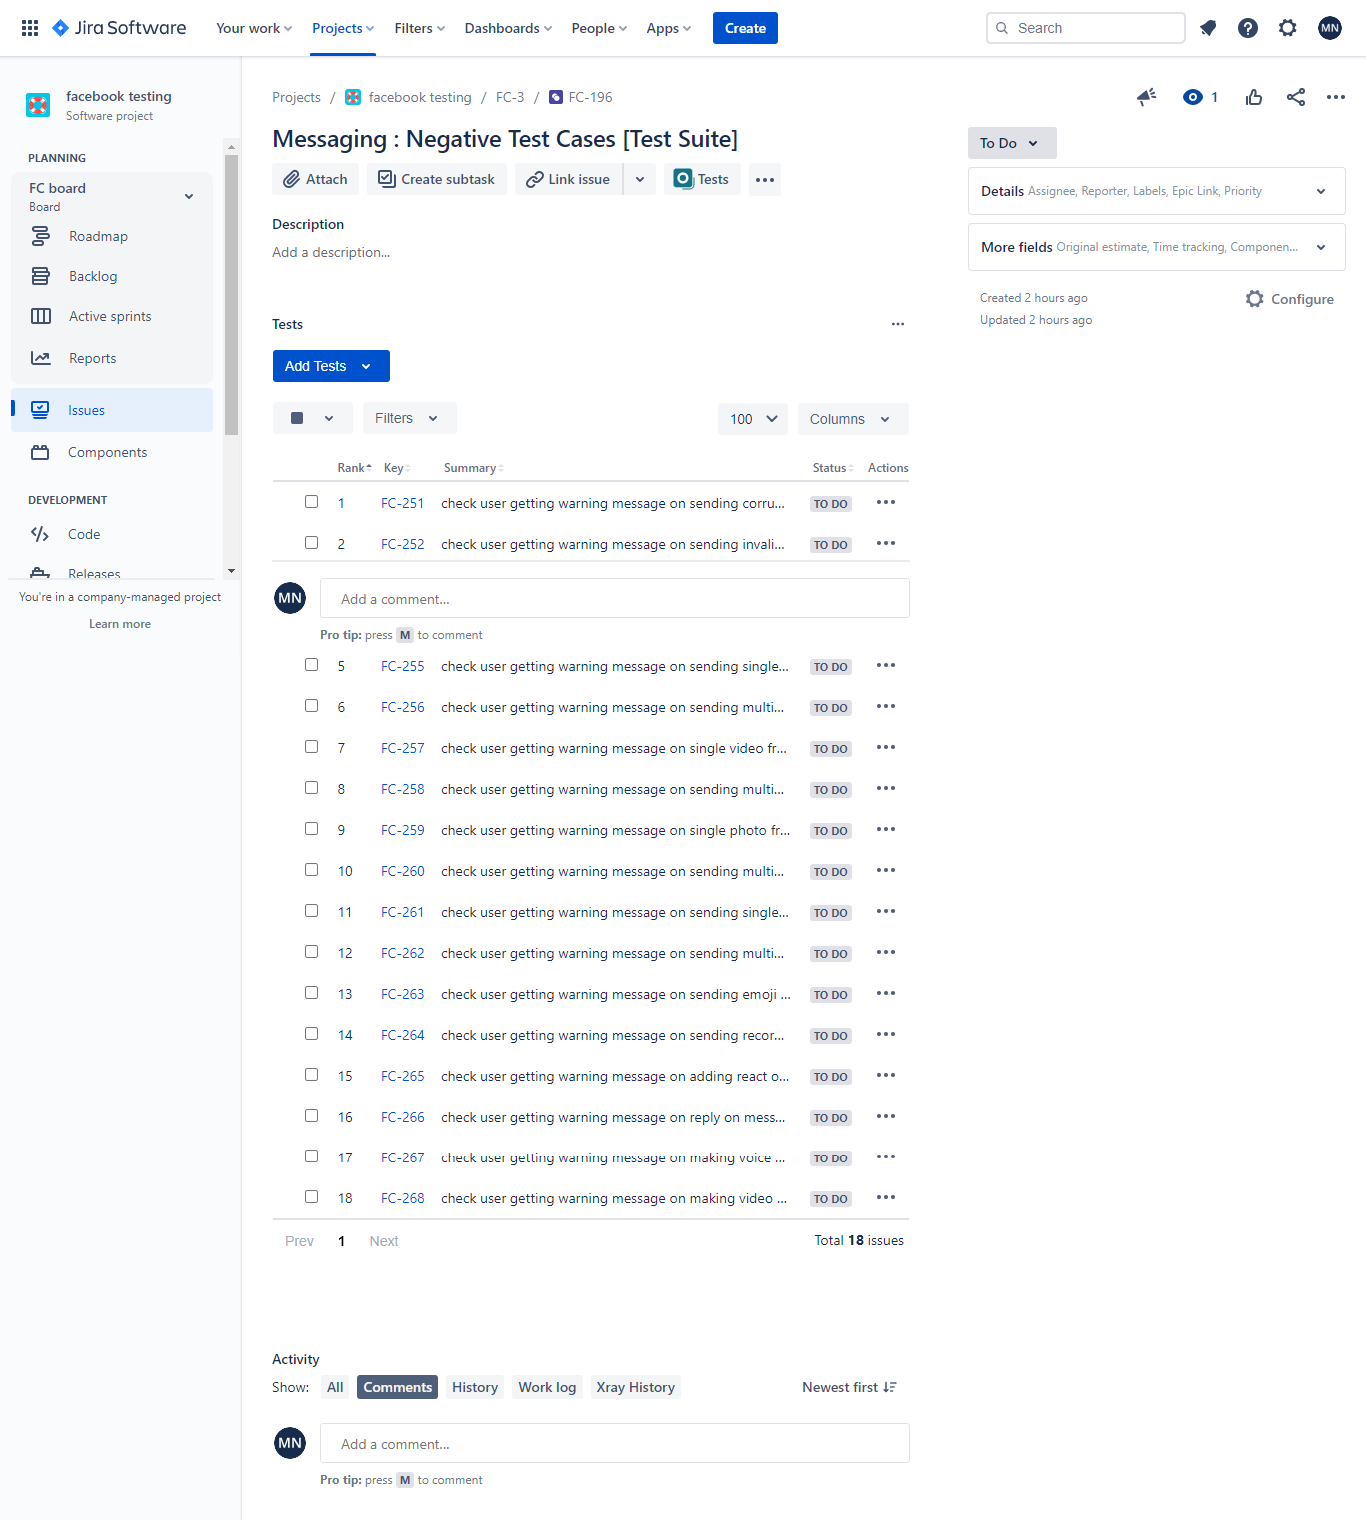 Jira Software Your work Projects Filters Dashboards People Apps Create Search MN
facebook testing
Software project
PLANNING
FC board
Board
Roadmap
Backlog
Active sprints
Reports
Issues
Components
DEVELOPMENT
Code
Releases
You're in a company-managed project
Learn more
Projects / facebook testing / FC-3 / FC-196
1
Messaging : Negative Test Cases [Test Suite]
Attach Create subtask Link issue Tests
Description
Add a description...
Tests
Add Tests
Filters 100 Columns
Rank Key Summary Status Actions
1 FC-251 check user getting warning message on sending corru... TO DO
2 FC-252 check user getting warning message on sending invali... TO DO
MN Add a comment...
Pro tip: press M to comment
5 FC-255 check user getting warning message on sending single... TO DO
6 FC-256 check user getting warning message on sending multi... TO DO
7 FC-257 check user getting warning message on single video fr... TO DO
8 FC-258 check user getting warning message on sending multi... TO DO
9 FC-259 check user getting warning message on single photo fr... TO DO
10 FC-260 check user getting warning message on sending multi... TO DO
11 FC-261 check user getting warning message on sending single... TO DO
12 FC-262 check user getting warning message on sending multi... TO DO
13 FC-263 check user getting warning message on sending emoji ... TO DO
14 FC-264 check user getting warning message on sending recor... TO DO
15 FC-265 check user getting warning message on adding react o... TO DO
16 FC-266 check user getting warning message on reply on mess... TO DO
17 FC-267 check user getting warning message on making voice ... TO DO
18 FC-268 check user getting warning message on making video ... TO DO
Prev 1 Next Total 18 issues
Activity
Show: All Comments History Work log Xray History Newest first
MN Add a comment...
Pro tip: press M to comment
To Do
Details Assignee, Reporter, Labels, Epic Link, Priority
More fields Original estimate, Time tracking, Componen...
Created 2 hours ago Configure
Updated 2 hours ago